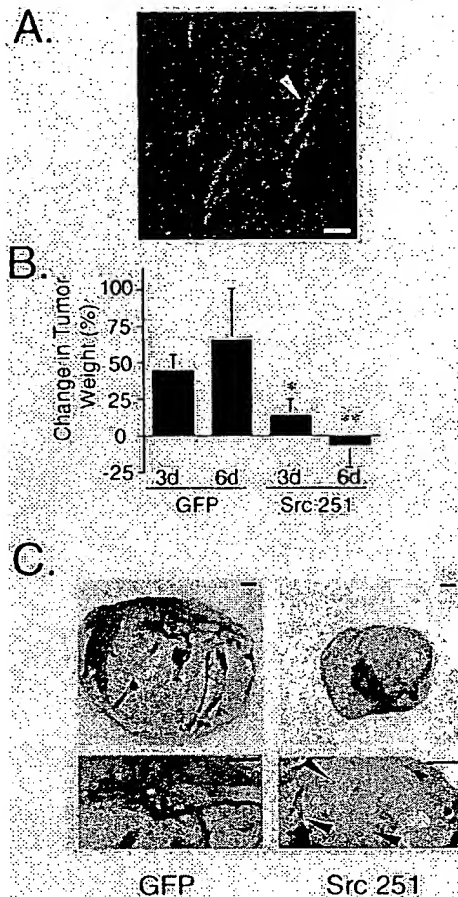 A.
B.
Change in Tumor
Weight (%)
100
75
50
25
0
25
*
**
3d 6d 3d 6d
GFP Src 251
C.
GFP Src 251